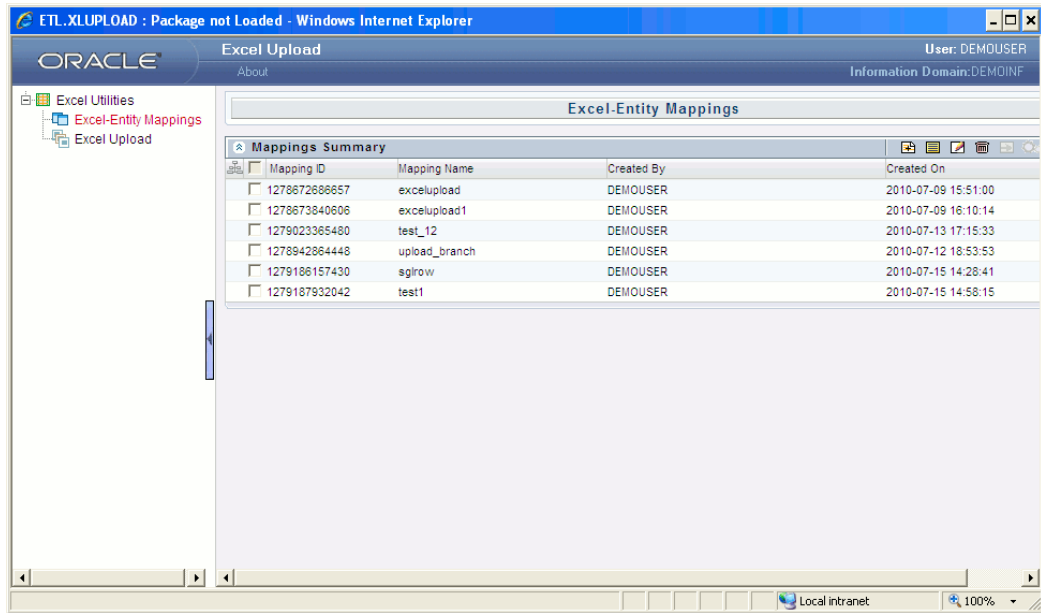 ETL.XLUPLOAD : Package not Loaded - Windows Internet Explorer
ORACLE
Excel Upload
User: DEMOUSER
About
Information Domain:DEMOINF
Excel Utilities
Excel-Entity Mappings
Excel Upload
Excel-Entity Mappings
Mappings Summary
Mapping ID Mapping Name Created By Created On
1278672686657 excelupload DEMOUSER 2010-07-09 15:51:00
1278673840606 excelupload1 DEMOUSER 2010-07-09 16:10:14
1279023365480 test_12 DEMOUSER 2010-07-13 17:15:33
1278942864448 upload_branch DEMOUSER 2010-07-12 18:53:53
1279186157430 sglrow DEMOUSER 2010-07-15 14:28:41
1279187932042 test1 DEMOUSER 2010-07-15 14:58:15
Local intranet
100%